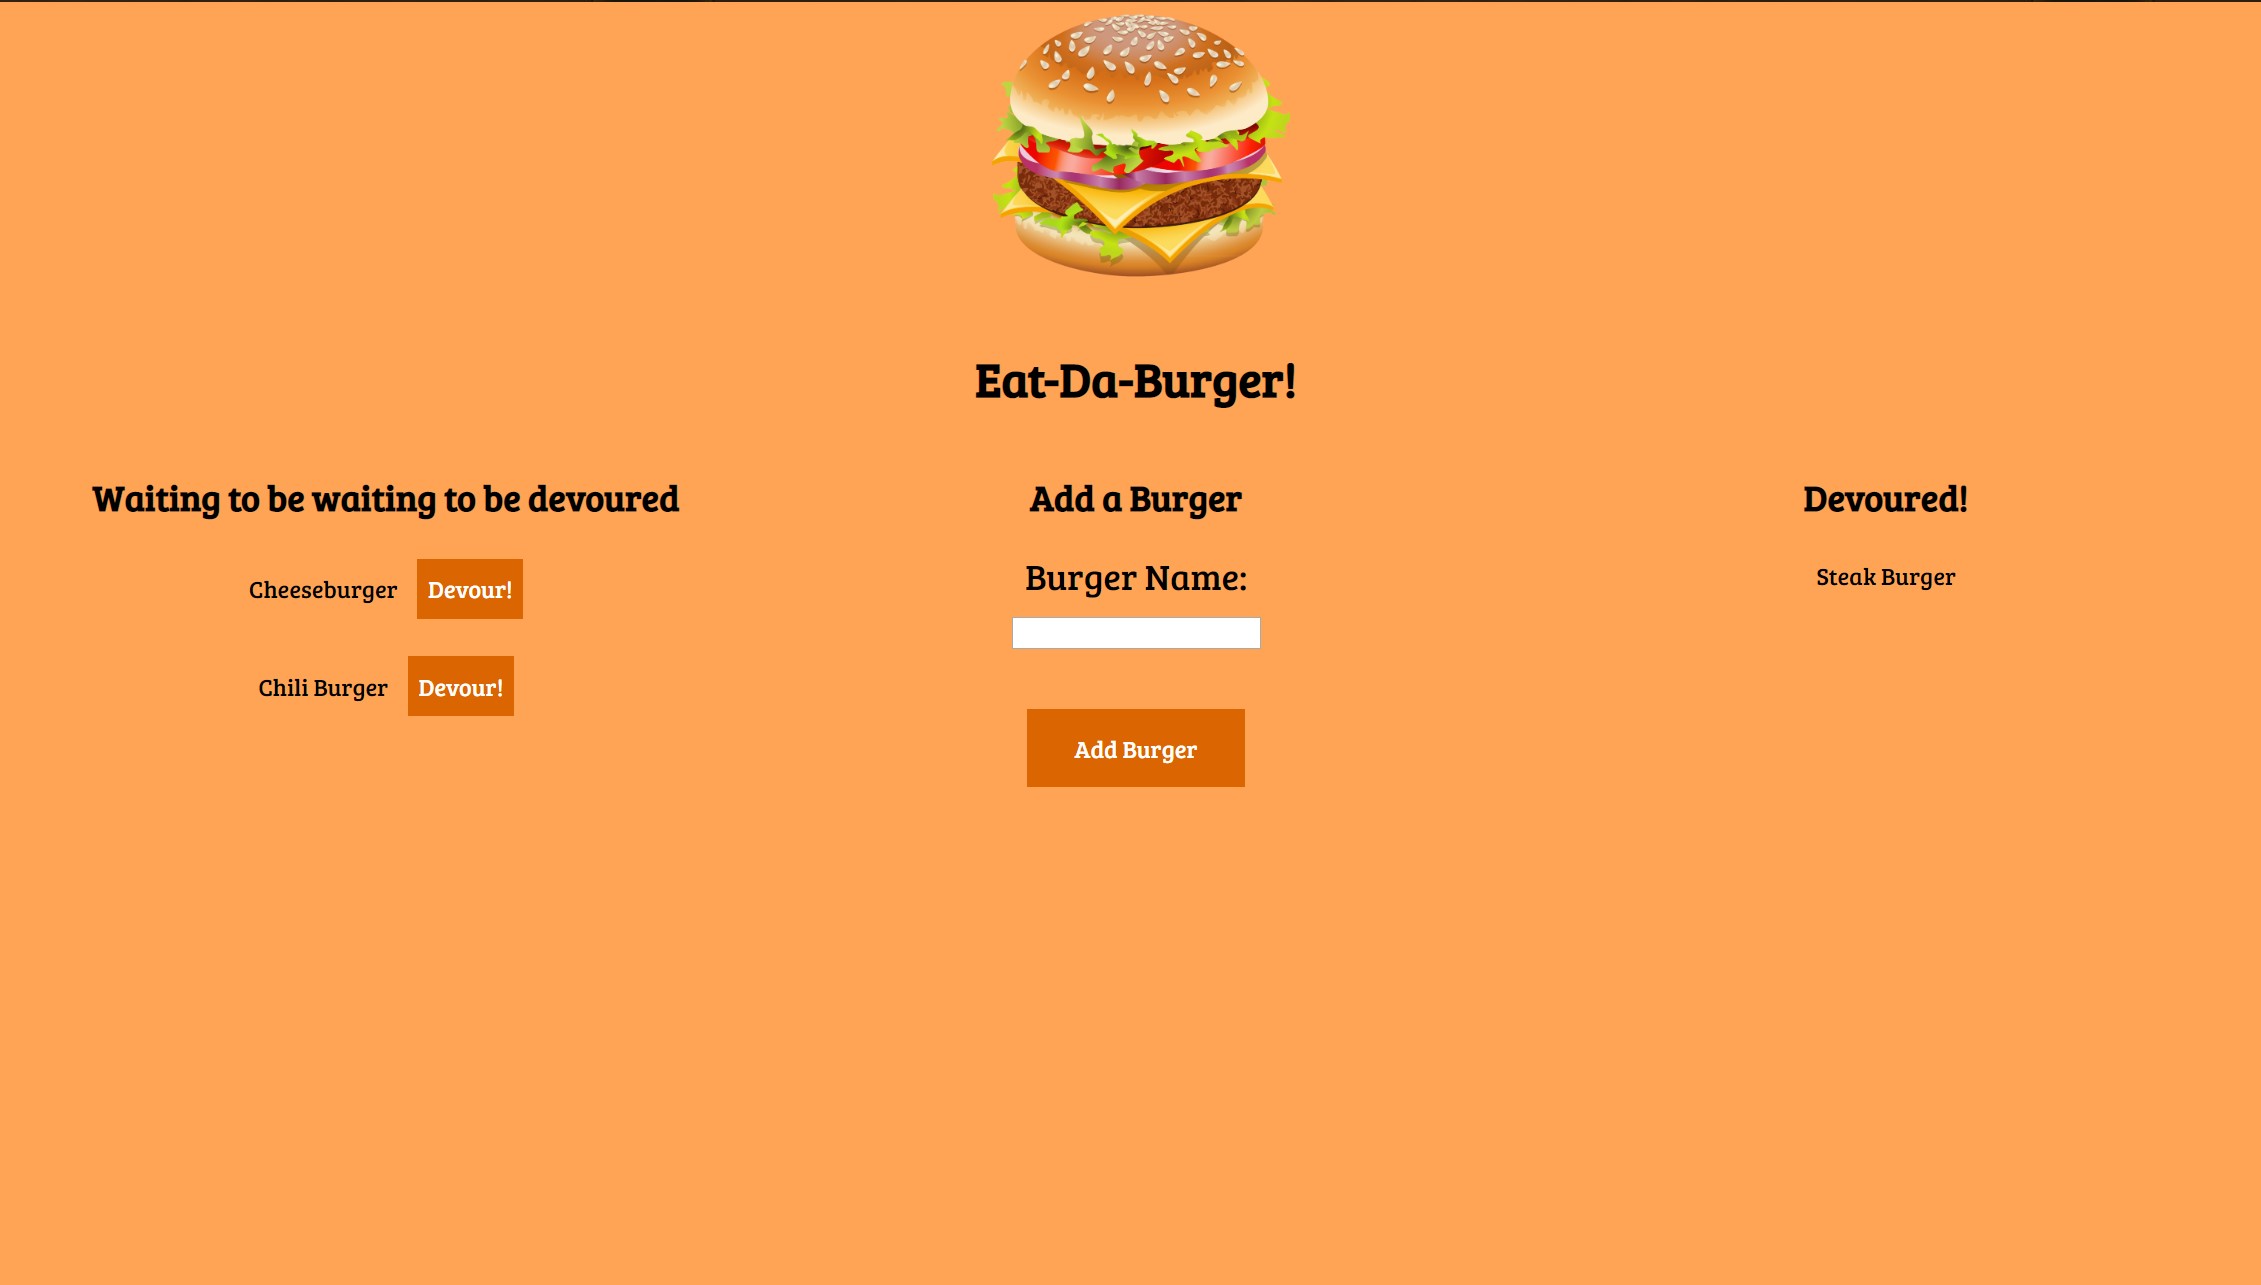 Eat-Da-Burger!
Waiting to be waiting to be devoured
Cheeseburger Devour!
Chili Burger Devour!
Add a Burger
Burger Name:
Add Burger
Devoured!
Steak Burger